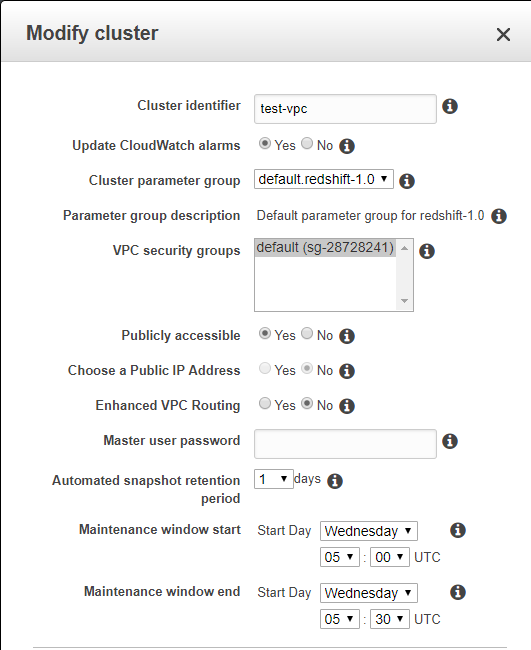 Modify cluster
Cluster identifier test-vpc
Update CloudWatch alarms Yes No
Cluster parameter group default.redshift-1.0
Parameter group description Default parameter group for redshift-1.0
VPC security groups default (sg-28728241)
Publicly accessible Yes No
Choose a Public IP Address Yes No
Enhanced VPC Routing Yes No
Master user password
Automated snapshot retention period 1 days
Maintenance window start Start Day Wednesday
05 : 00 UTC
Maintenance window end Start Day Wednesday
05 : 30 UTC